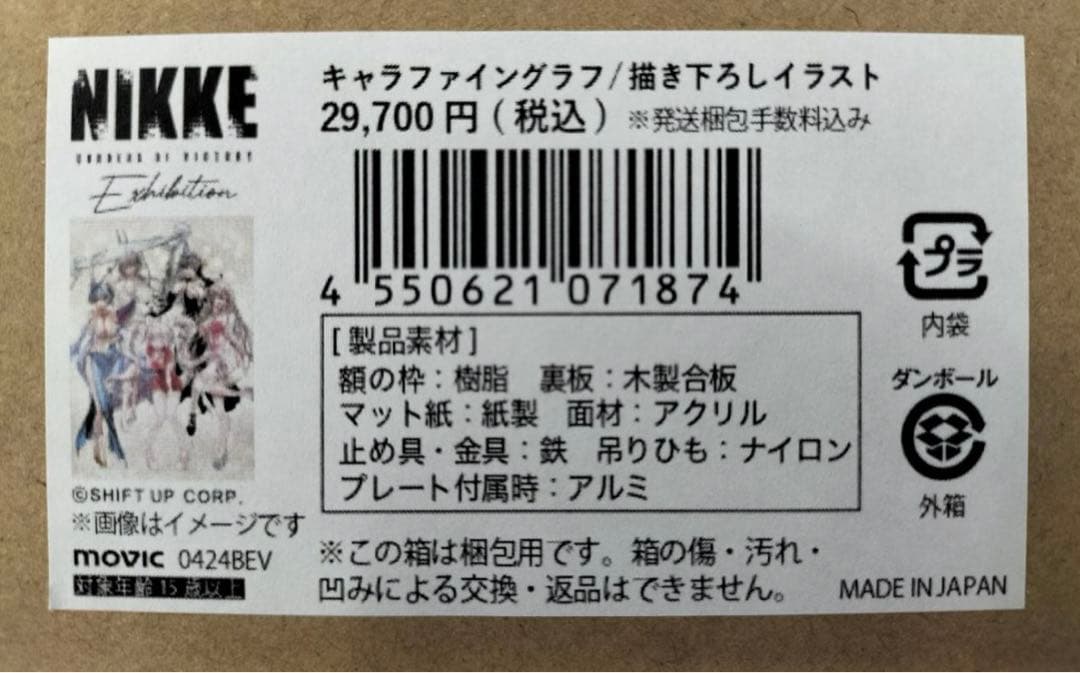 NIKKE
GODDESS OF VICTORY
Exhibition
©SHIFT UP CORP.
※画像はイメージです
movic 0424BEV
対象年齢15歳以上
キャラファイングラフ/描き下ろしイラスト
29,700円(税込) ※発送梱包手数料込み
4 550621 071874
[製品素材]
額の枠:樹脂 裏板:木製合板
マット紙:紙製 面材:アクリル
止め具・金具:鉄 吊りひも:ナイロン
プレート付属時:アルミ
※この箱は梱包用です。箱の傷・汚れ・
凹みによる交換・返品はできません。
プラ
内袋
ダンボール
外箱
MADE IN JAPAN